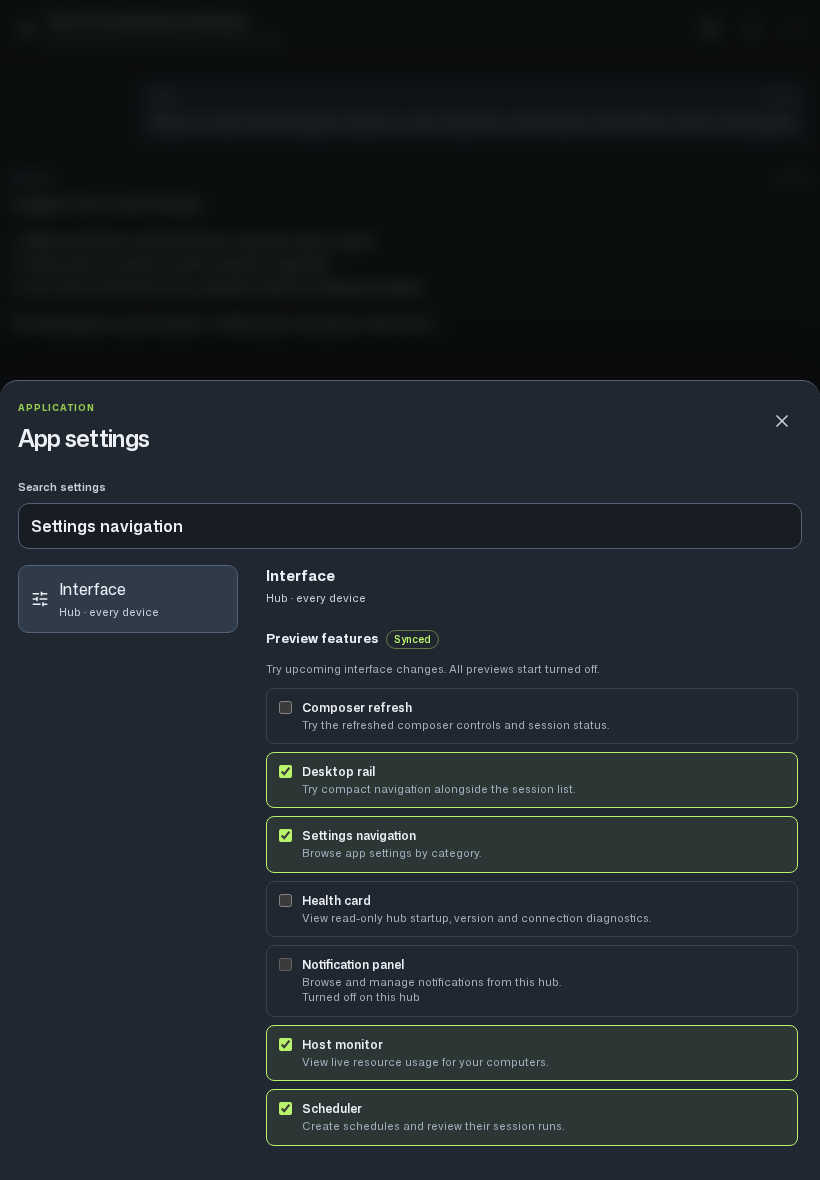 APPLICATION
App settings
Search settings
Settings navigation
Interface
Hub · every device
Interface
Hub · every device
Preview features Synced
Try upcoming interface changes. All previews start turned off.
Composer refresh
Try the refreshed composer controls and session status.
Desktop rail
Try compact navigation alongside the session list.
Settings navigation
Browse app settings by category.
Health card
View read-only hub startup, version and connection diagnostics.
Notification panel
Browse and manage notifications from this hub.
Turned off on this hub
Host monitor
View live resource usage for your computers.
Scheduler
Create schedules and review their session runs.